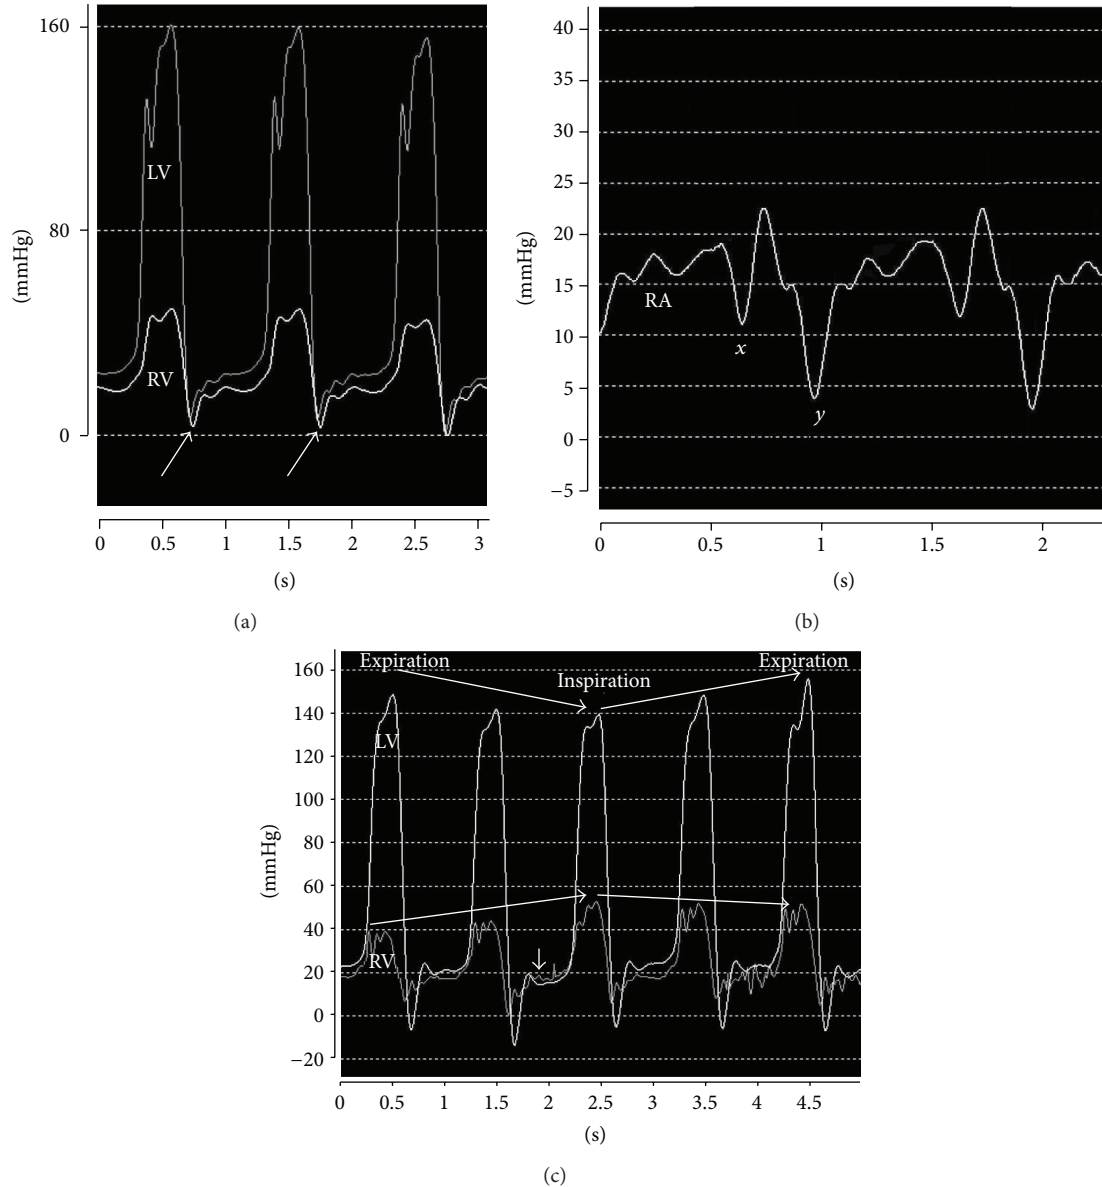 160
80
0
(mmHg)
LV
RV
0 0.5 1 1.5 2 2.5 3
(s)
(a)
40
35
30
25
20
15
10
5
0
−5
(mmHg)
RA
x
y
0 0.5 1 1.5 2
(s)
(b)
160
140
120
100
80
60
40
20
0
−20
(mmHg)
Expiration
Inspiration
Expiration
LV
RV
0 0.5 1 1.5 2 2.5 3 3.5 4 4.5
(s)
(c)